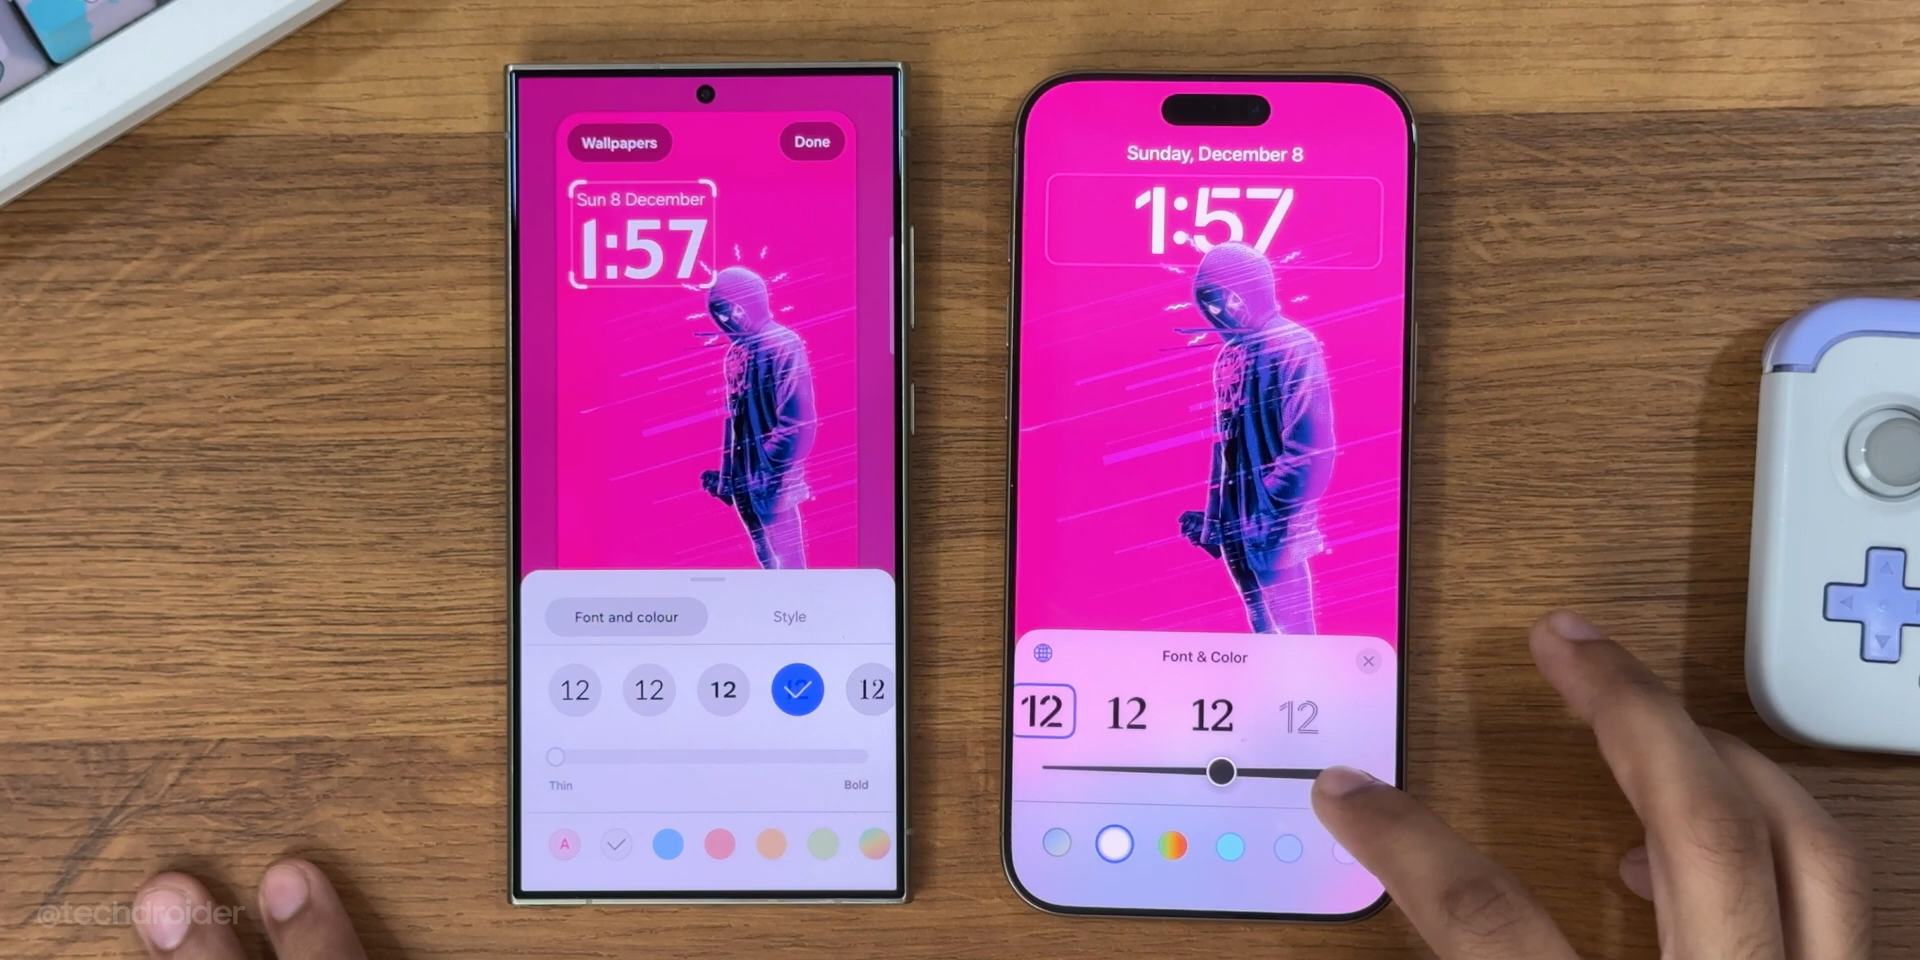 Wallpapers
Done
Sun 8 December
1:57
Font and colour
Style
12 12 12 12 12
Thin
Bold
A
Sunday, December 8
1:57
Font & Color
12 12 12 12
@techdroider